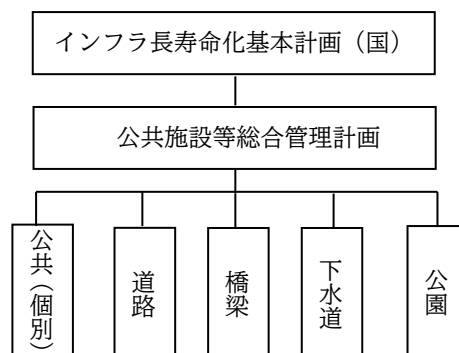 インフラ長寿命化基本計画（国）
公共施設等総合管理計画
公共（個別）
道路
橋梁
下水道
公園